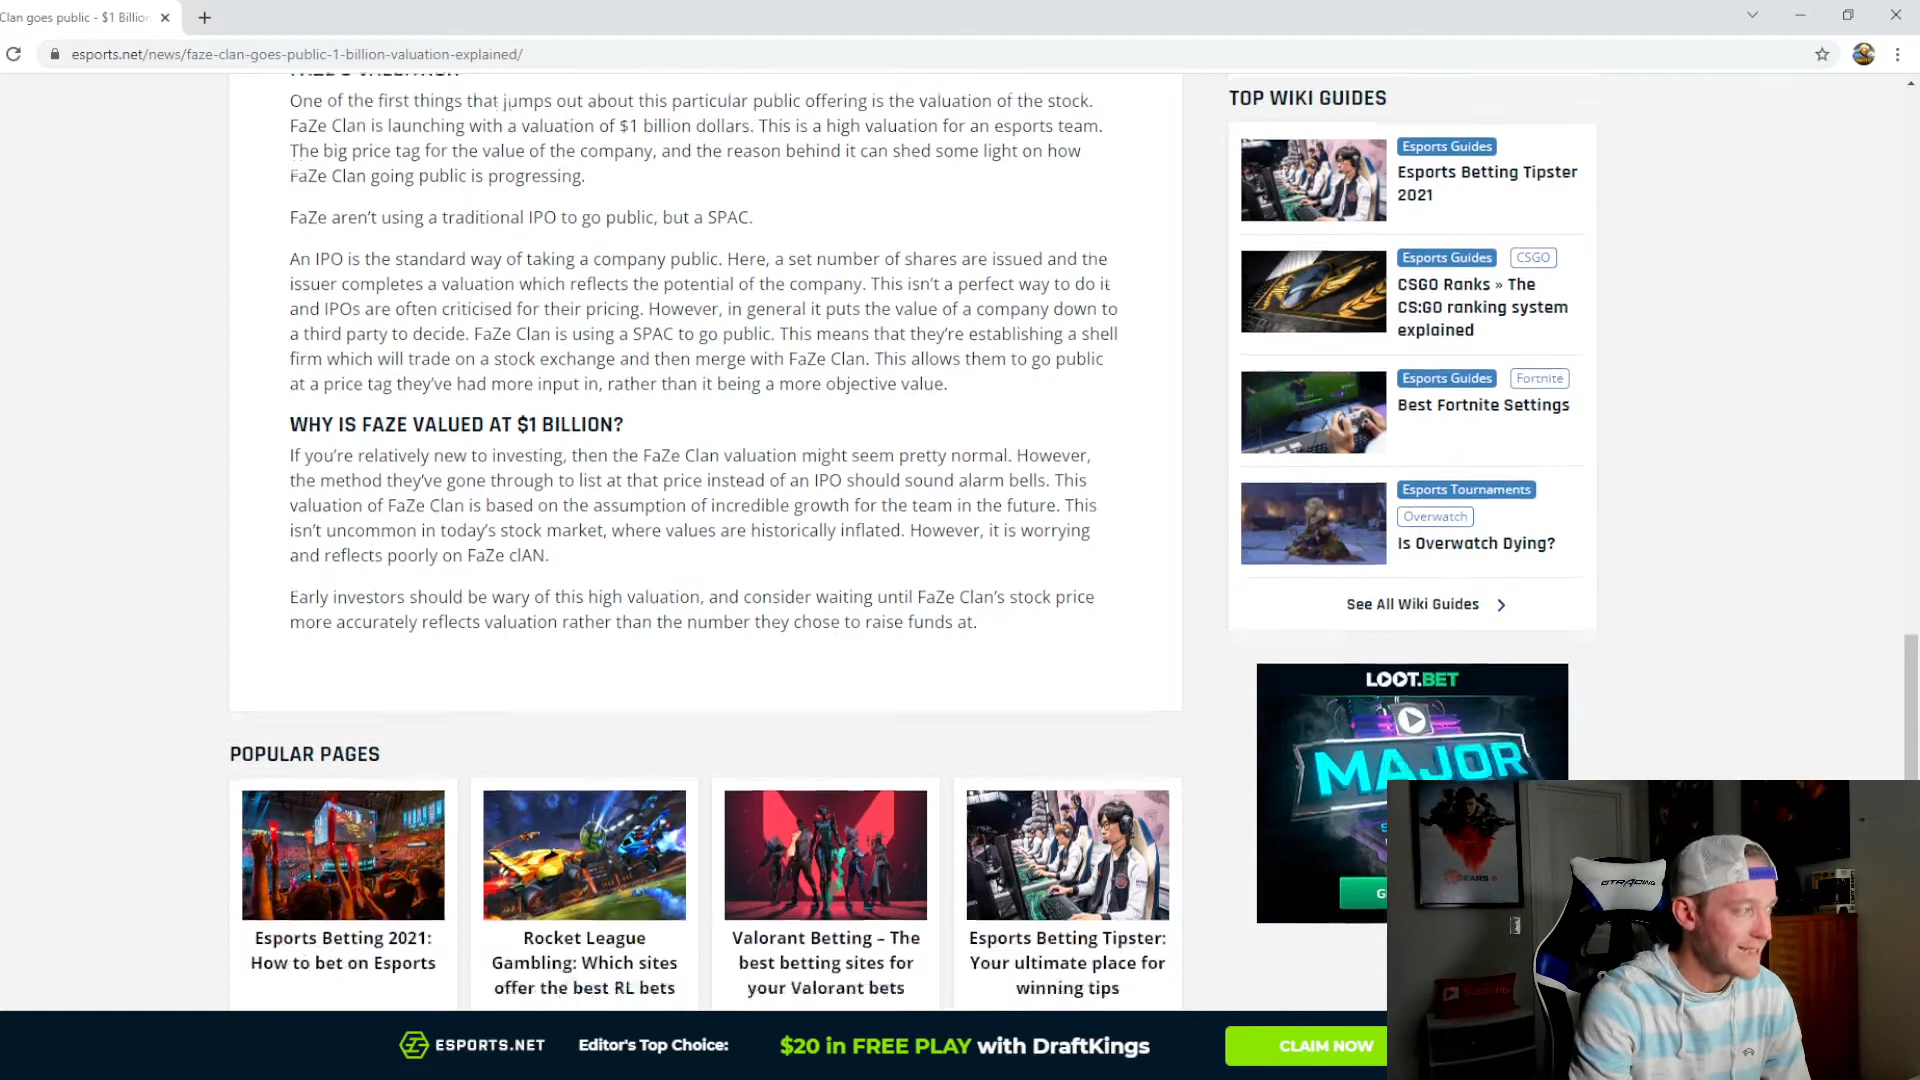 Clan goes public - $1 Billion
esports.net/news/faze-clan-goes-public-1-billion-valuation-explained/
One of the first things that jumps out about this particular public offering is the valuation of the stock.
FaZe Clan is launching with a valuation of $1 billion dollars. This is a high valuation for an esports team.
The big price tag for the value of the company, and the reason behind it can shed some light on how
FaZe Clan going public is progressing.
FaZe aren't using a traditional IPO to go public, but a SPAC.
An IPO is the standard way of taking a company public. Here, a set number of shares are issued and the
issuer completes a valuation which reflects the potential of the company. This isn't a perfect way to do it
and IPOs are often criticised for their pricing. However, in general it puts the value of a company down to
a third party to decide. FaZe Clan is using a SPAC to go public. This means that they're establishing a shell
firm which will trade on a stock exchange and then merge with FaZe Clan. This allows them to go public
at a price tag they've had more input in, rather than it being a more objective value.
WHY IS FAZE VALUED AT $1 BILLION?
If you're relatively new to investing, then the FaZe Clan valuation might seem pretty normal. However,
the method they've gone through to list at that price instead of an IPO should sound alarm bells. This
valuation of FaZe Clan is based on the assumption of incredible growth for the team in the future. This
isn't uncommon in today's stock market, where values are historically inflated. However, it is worrying
and reflects poorly on FaZe clAN.
Early investors should be wary of this high valuation, and consider waiting until FaZe Clan's stock price
more accurately reflects valuation rather than the number they chose to raise funds at.
TOP WIKI GUIDES
Esports Guides
Esports Betting Tipster
2021
Esports Guides CSGO
CSGO Ranks » The
CS:GO ranking system
explained
Esports Guides Fortnite
Best Fortnite Settings
Esports Tournaments
Overwatch
Is Overwatch Dying?
See All Wiki Guides
LOOT.BET
MAJOR
G
POPULAR PAGES
Esports Betting 2021:
How to bet on Esports
Rocket League
Gambling: Which sites
offer the best RL bets
Valorant Betting – The
best betting sites for
your Valorant bets
Esports Betting Tipster:
Your ultimate place for
winning tips
ESPORTS.NET
Editor's Top Choice:
$20 in FREE PLAY with DraftKings
CLAIM NOW
GEARS 5
GTRACING